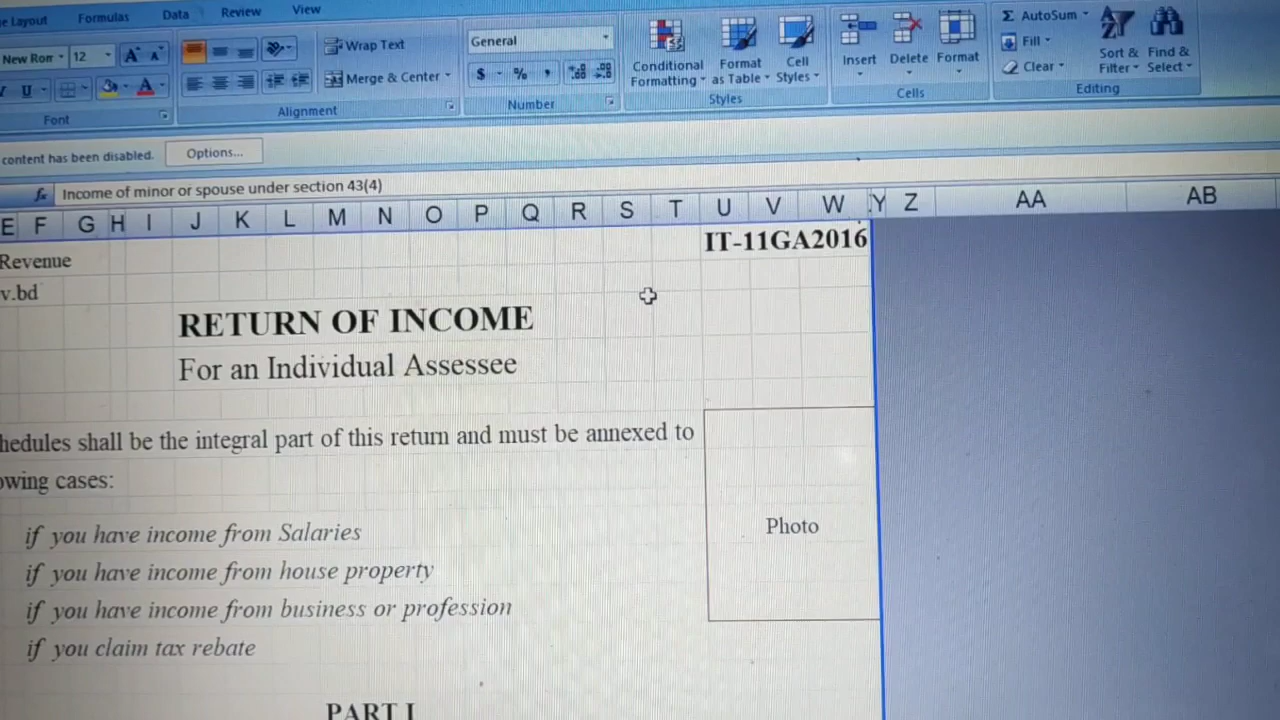 Layout Formulas Data Review View
New Rom 12 Wrap Text General Conditional Formatting Format as Table Cell Styles Insert Delete Format Σ AutoSum Fill Clear Sort & Filter Find & Select
U A Merge & Center $ % ,
Font Alignment Number Styles Cells Editing
content has been disabled. Options...
fx Income of minor or spouse under section 43(4)
E F G H I J K L M N O P Q R S T U V W Y Z AA AB
IT-11GA2016
Revenue
v.bd
RETURN OF INCOME
For an Individual Assessee
hedules shall be the integral part of this return and must be annexed to
owing cases:
if you have income from Salaries
if you have income from house property
if you have income from business or profession
if you claim tax rebate
Photo
PART I